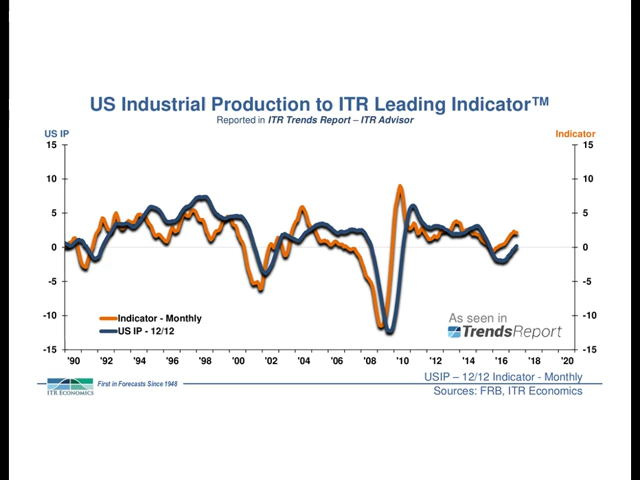 US Industrial Production to ITR Leading Indicator™
Reported in ITR Trends Report – ITR Advisor
US IP Indicator
15 15
10 10
5 5
0 0
-5 -5
-10 -10
-15 -15
Indicator - Monthly
US IP - 12/12
As seen in
TrendsReport
'90 '92 '94 '96 '98 '00 '02 '04 '06 '08 '10 '12 '14 '16 '18 '20
ITR ECONOMICS
First in Forecasts Since 1948
USIP – 12/12 Indicator - Monthly
Sources: FRB, ITR Economics